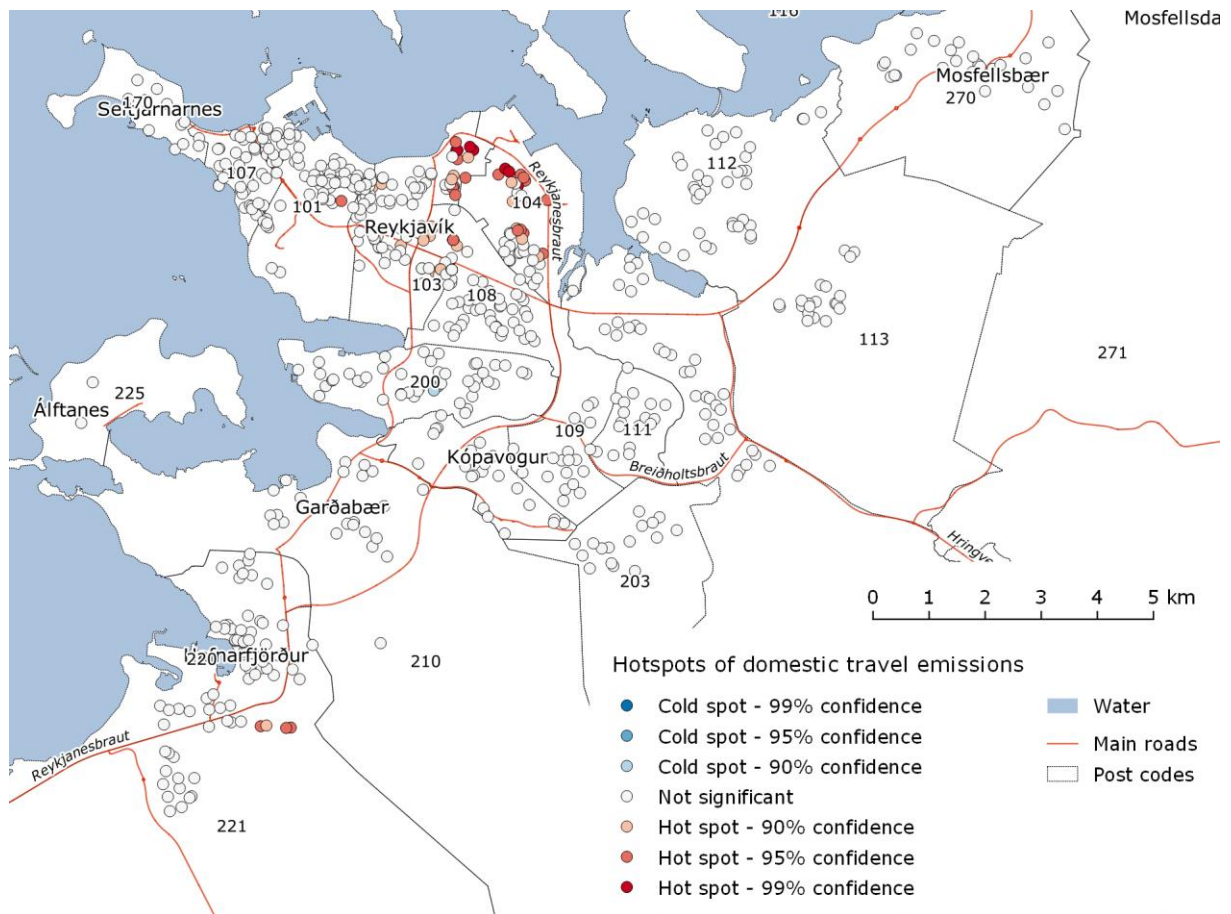 116
Mosfellsda
Mosfellsbær
270
170
Seltjarnarnes
112
107
Reykjanesbraut
104
101
Reykjavík
103
108
113
271
200
225
Álftanes
109
111
Kópavogur
Breiðholtsbraut
Garðabær
Hringve
203
0 1 2 3 4 5 km
220
Hafnarfjörður
210
Reykjanesbraut
221
Hotspots of domestic travel emissions
Cold spot - 99% confidence
Cold spot - 95% confidence
Cold spot - 90% confidence
Not significant
Hot spot - 90% confidence
Hot spot - 95% confidence
Hot spot - 99% confidence
Water
Main roads
Post codes